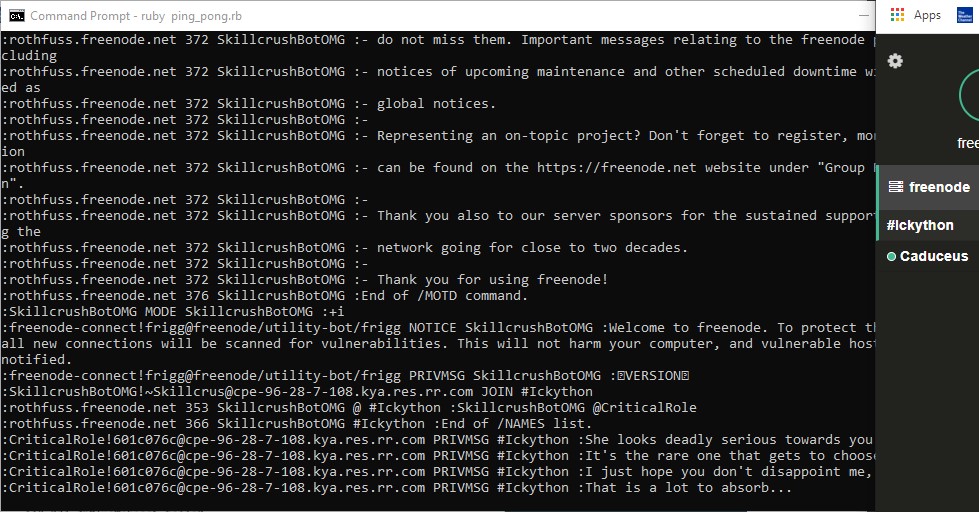 Command Prompt - ruby ping_pong.rb
:rothfuss.freenode.net 372 SkillcrushBotOMG :- do not miss them. Important messages relating to the freenode
cluding
:rothfuss.freenode.net 372 SkillcrushBotOMG :- notices of upcoming maintenance and other scheduled downtime
ed as
:rothfuss.freenode.net 372 SkillcrushBotOMG :- global notices.
:rothfuss.freenode.net 372 SkillcrushBotOMG :-
:rothfuss.freenode.net 372 SkillcrushBotOMG :- Representing an on-topic project? Don't forget to register,
ion
:rothfuss.freenode.net 372 SkillcrushBotOMG :- can be found on the https://freenode.net website under "Group
n".
:rothfuss.freenode.net 372 SkillcrushBotOMG :-
:rothfuss.freenode.net 372 SkillcrushBotOMG :- Thank you also to our server sponsors for the sustained support
g the
:rothfuss.freenode.net 372 SkillcrushBotOMG :- network going for close to two decades.
:rothfuss.freenode.net 372 SkillcrushBotOMG :-
:rothfuss.freenode.net 372 SkillcrushBotOMG :- Thank you for using freenode!
:rothfuss.freenode.net 376 SkillcrushBotOMG :End of /MOTD command.
:SkillcrushBotOMG MODE SkillcrushBotOMG :+i
:freenode-connect!frigg@freenode/utility-bot/frigg NOTICE SkillcrushBotOMG :Welcome to freenode. To protect
all new connections will be scanned for vulnerabilities. This will not harm your computer, and vulnerable
notified.
:freenode-connect!frigg@freenode/utility-bot/frigg PRIVMSG SkillcrushBotOMG :VERSION
:SkillcrushBotOMG!~Skillcrus@cpe-96-28-7-108.kya.res.rr.com JOIN #Ickython
:rothfuss.freenode.net 353 SkillcrushBotOMG @ #Ickython :SkillcrushBotOMG @CriticalRole
:rothfuss.freenode.net 366 SkillcrushBotOMG #Ickython :End of /NAMES list.
:CriticalRole!601c076c@cpe-96-28-7-108.kya.res.rr.com PRIVMSG #Ickython :She looks deadly serious towards you
:CriticalRole!601c076c@cpe-96-28-7-108.kya.res.rr.com PRIVMSG #Ickython :It's the rare one that gets to
:CriticalRole!601c076c@cpe-96-28-7-108.kya.res.rr.com PRIVMSG #Ickython :I just hope you don't disappoint me,
:CriticalRole!601c076c@cpe-96-28-7-108.kya.res.rr.com PRIVMSG #Ickython :That is a lot to absorb...
Apps
freenode
#Ickython
Caduceus